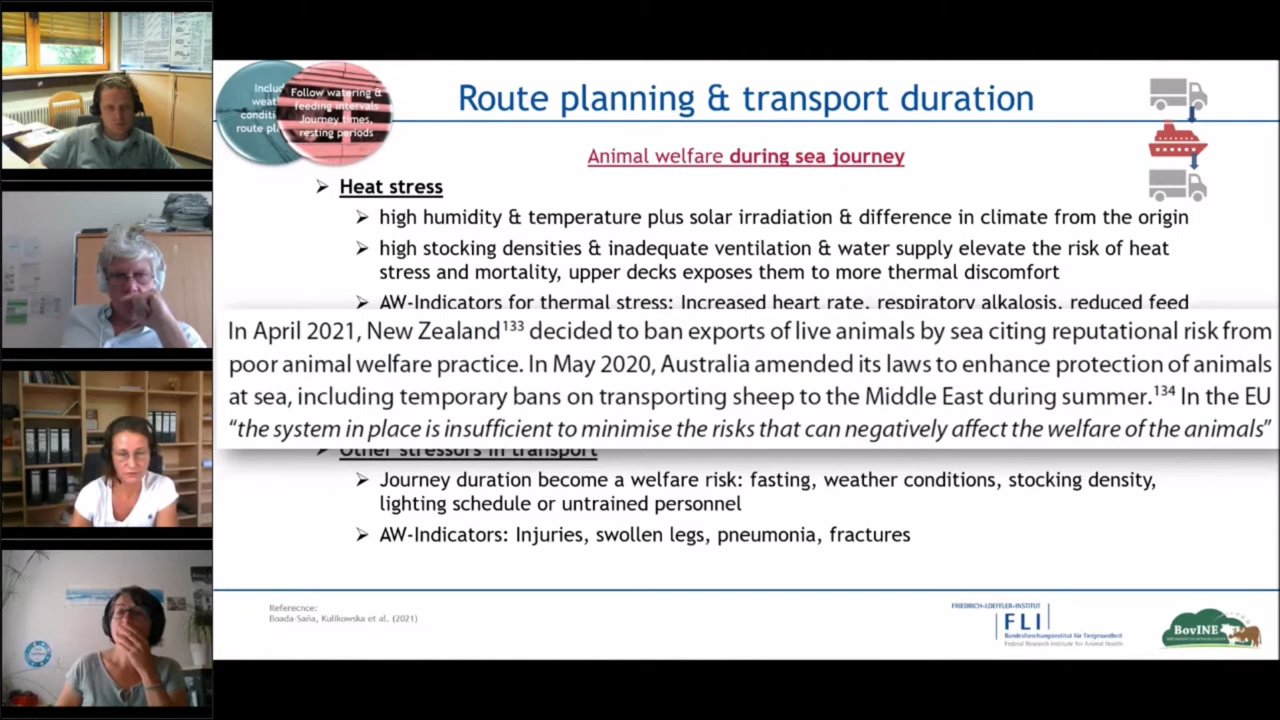 Includ
weat
conditi
route pl
Follow watering &
feeding intervals
Journey times,
resting periods
Route planning & transport duration
Animal welfare during sea journey
Heat stress
high humidity & temperature plus solar irradiation & difference in climate from the origin
high stocking densities & inadequate ventilation & water supply elevate the risk of heat
stress and mortality, upper decks exposes them to more thermal discomfort
AW-Indicators for thermal stress: Increased heart rate, respiratory alkalosis, reduced feed
In April 2021, New Zealand133 decided to ban exports of live animals by sea citing reputational risk from
poor animal welfare practice. In May 2020, Australia amended its laws to enhance protection of animals
at sea, including temporary bans on transporting sheep to the Middle East during summer.134 In the EU
“the system in place is insufficient to minimise the risks that can negatively affect the welfare of the animals”
Other stressors in transport
Journey duration become a welfare risk: fasting, weather conditions, stocking density,
lighting schedule or untrained personnel
AW-Indicators: Injuries, swollen legs, pneumonia, fractures
Referecnce:
Boada-Saña, Kulikowska et al. (2021)
FRIEDRICH-LOEFFLER-INSTITUT
FLI
Bundesforschungsinstitut für Tiergesundheit
Federal Research Institute for Animal Health
BovINE